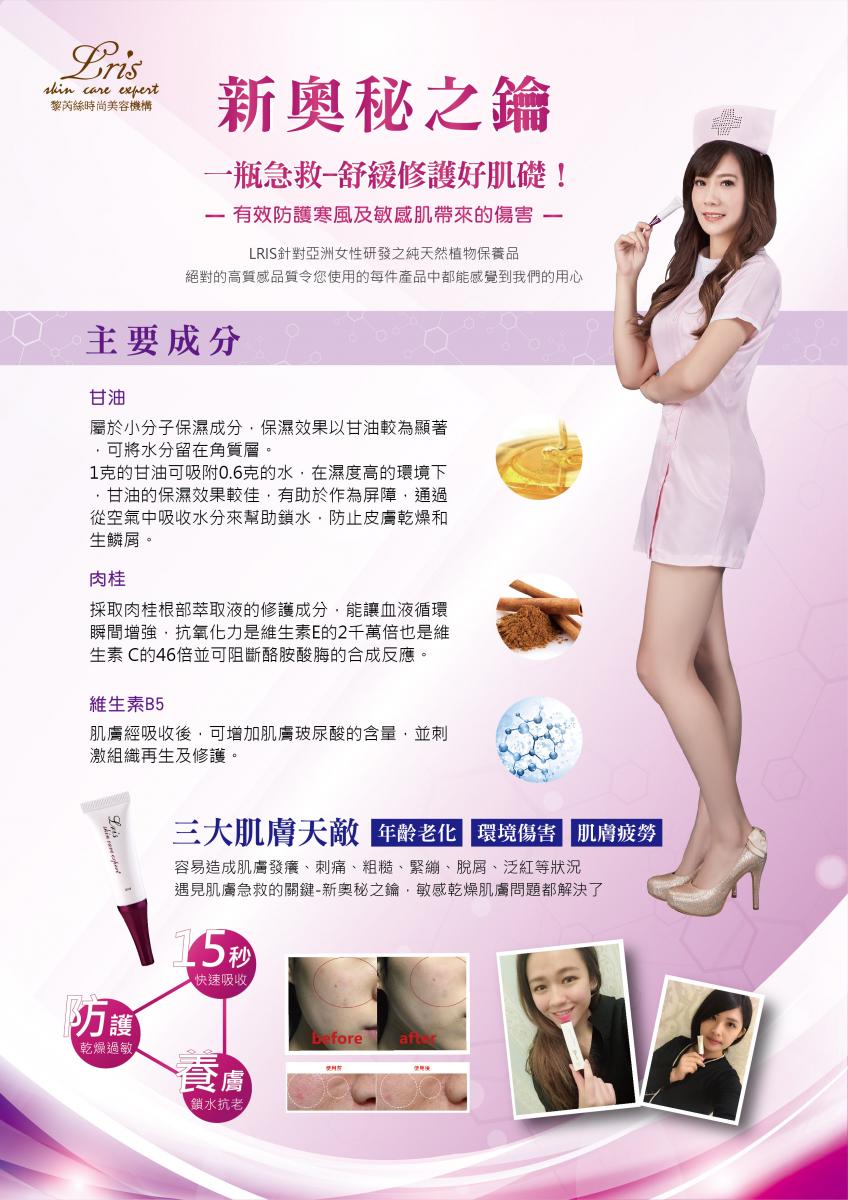 Lris
skin care expert
黎芮絲時尚美容機構
新奧秘之鑰
一瓶急救-舒緩修護好肌礎！
有效防護寒風及敏感肌帶來的傷害
LRIS針對亞洲女性研發之純天然植物保養品
絕對的高質感品質令您使用的每件產品中都能感覺到我們的用心
主要成分
甘油
屬於小分子保濕成分，保濕效果以甘油較為顯著
，可將水分留在角質層。
1克的甘油可吸附0.6克的水，在濕度高的環境下
，甘油的保濕效果較佳，有助於作為屏障，通過
從空氣中吸收水分來幫助鎖水，防止皮膚乾燥和
生鱗屑。
肉桂
採取肉桂根部萃取液的修護成分，能讓血液循環
瞬間增強，抗氧化力是維生素E的2千萬倍也是維
生素 C的46倍並可阻斷酪胺酸脢的合成反應。
維生素B5
肌膚經吸收後，可增加肌膚玻尿酸的含量，並刺
激組織再生及修護。
Lris
skin care expert
三大肌膚天敵 年齡老化 環境傷害 肌膚疲勞
容易造成肌膚發癢、刺痛、粗糙、緊繃、脫屑、泛紅等狀況
遇見肌膚急救的關鍵-新奧秘之鑰，敏感乾燥肌膚問題都解決了
15秒
快速吸收
防護
乾燥過敏
養膚
鎖水抗老
before after
使用前 使用後